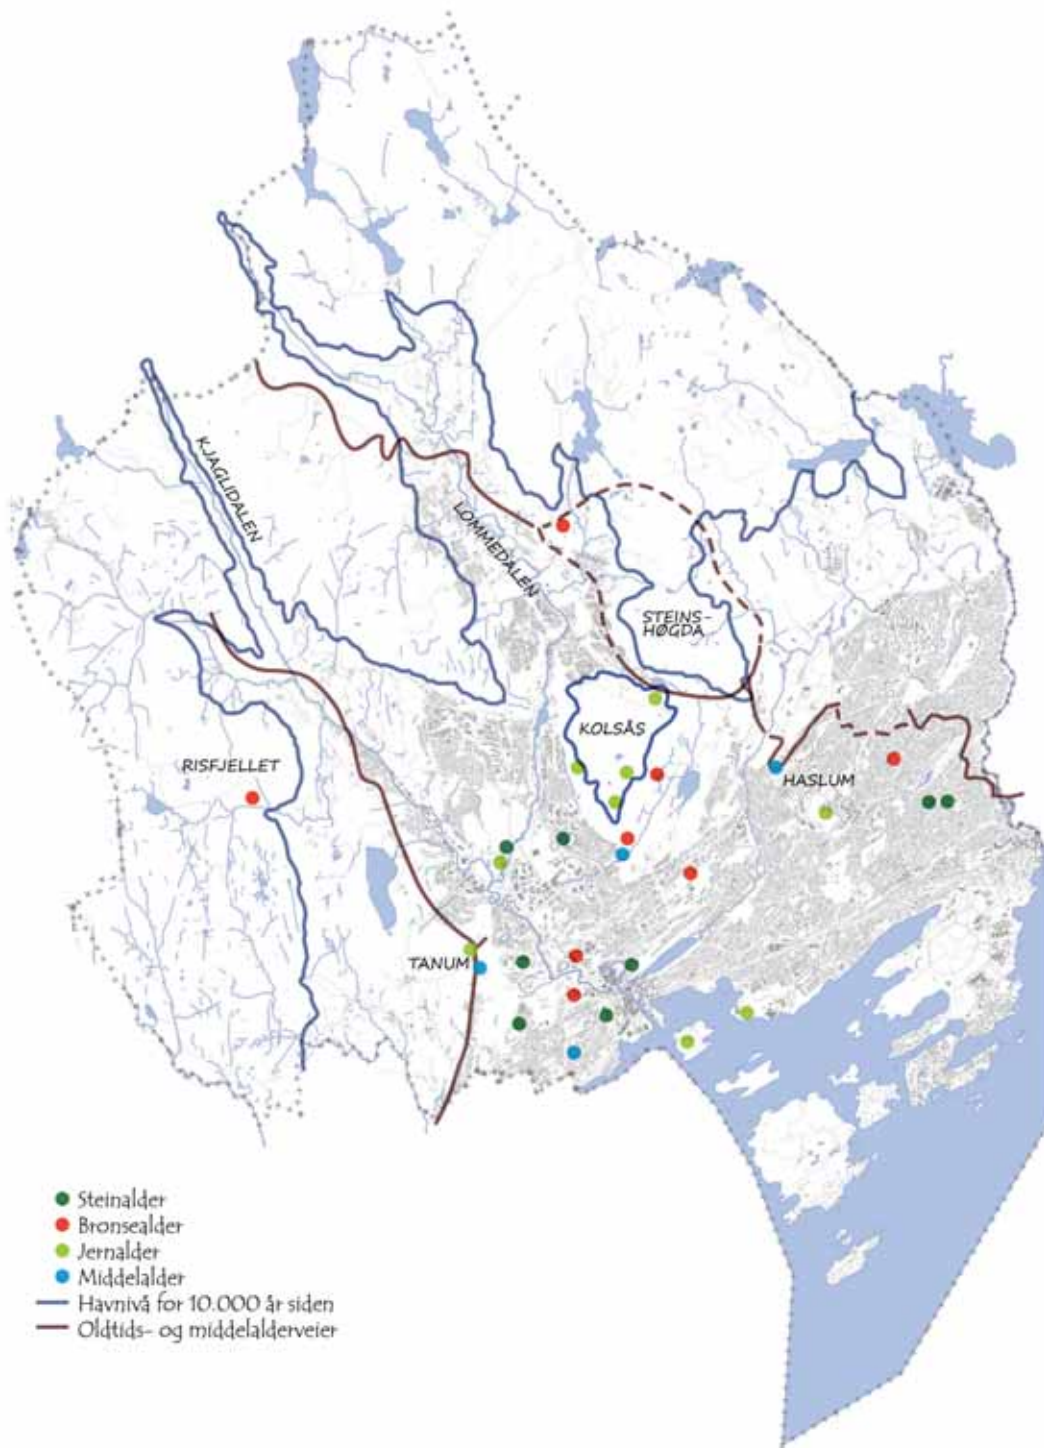 KJAGLIDALEN
LOMMEDALEN
STEINS-
HØGDA
KOLSÅS
RISFJELLET
HASLUM
TANUM
Steinalder
Bronsealder
Jernalder
Middelalder
Havnivå for 10.000 år siden
Oldtids- og middelalderveier